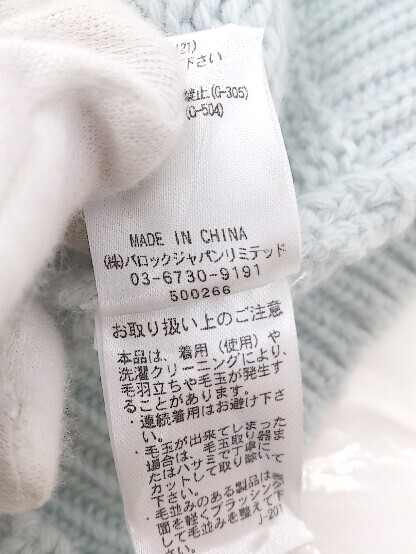 21)
下さい
禁止 (G-305)
(G-504)
MADE IN CHINA
(株)バロックジャパンリミテッド
03-6730-9191
500266
お取り扱い上のご注意
本品は、着用（使用）や
洗濯クリーニングにより、
毛羽立ちや毛玉が発生す
ることがあります。
・連続着用はお避け下さ
い。
・毛玉が出来てしまった
場合は、毛玉取り器ま
たはハサミで丁寧に
カットして取り除いて
下さい。
・毛並みのある製品は表
面を軽くブラッシング
して毛並みを整えて下
J-201